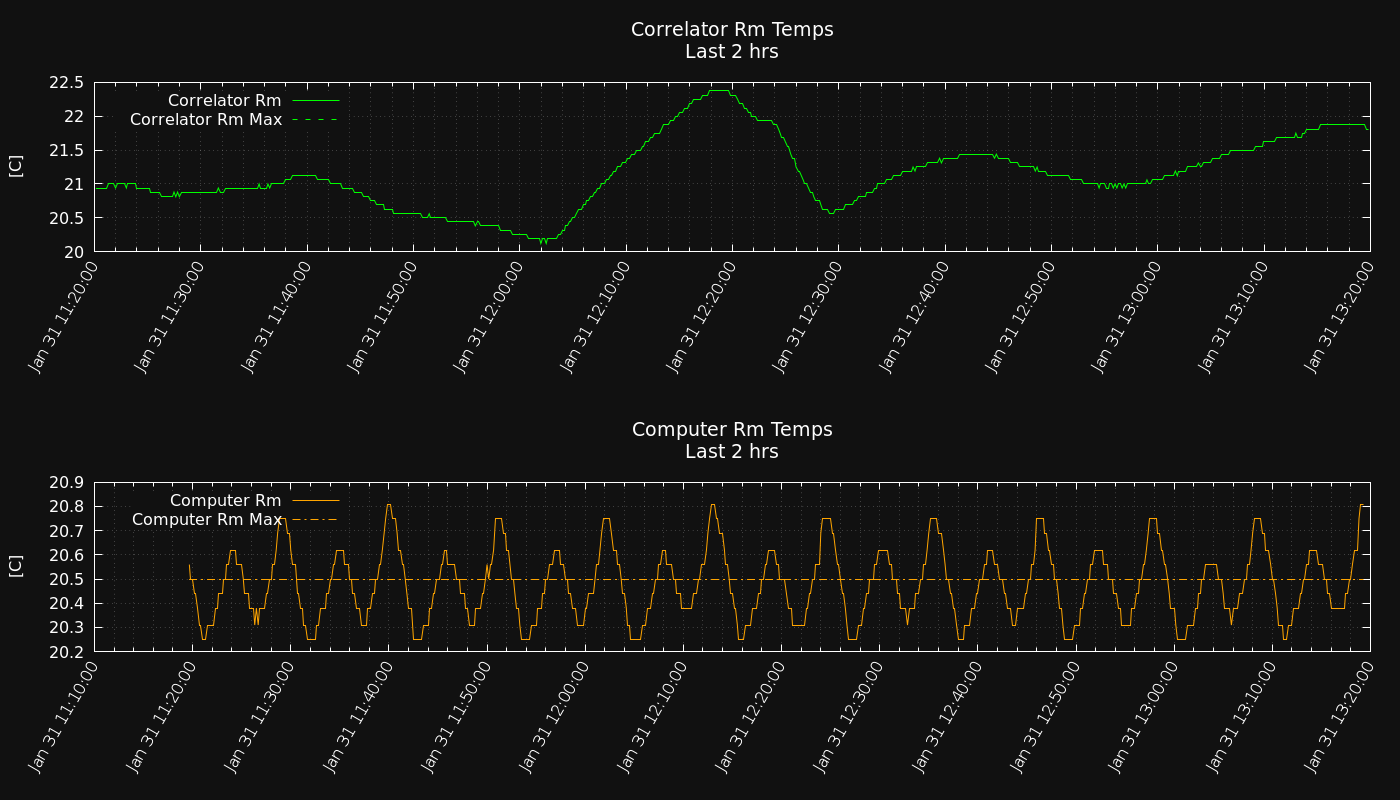 Correlator Rm Temps
Last 2 hrs
22.5
22
21.5
21
20.5
20
[C]
Correlator Rm
Correlator Rm Max
Jan 31 11:20:00
Jan 31 11:30:00
Jan 31 11:40:00
Jan 31 11:50:00
Jan 31 12:00:00
Jan 31 12:10:00
Jan 31 12:20:00
Jan 31 12:30:00
Jan 31 12:40:00
Jan 31 12:50:00
Jan 31 13:00:00
Jan 31 13:10:00
Jan 31 13:20:00
Computer Rm Temps
Last 2 hrs
20.9
20.8
20.7
20.6
20.5
20.4
20.3
20.2
[C]
Computer Rm
Computer Rm Max
Jan 31 11:10:00
Jan 31 11:20:00
Jan 31 11:30:00
Jan 31 11:40:00
Jan 31 11:50:00
Jan 31 12:00:00
Jan 31 12:10:00
Jan 31 12:20:00
Jan 31 12:30:00
Jan 31 12:40:00
Jan 31 12:50:00
Jan 31 13:00:00
Jan 31 13:10:00
Jan 31 13:20:00